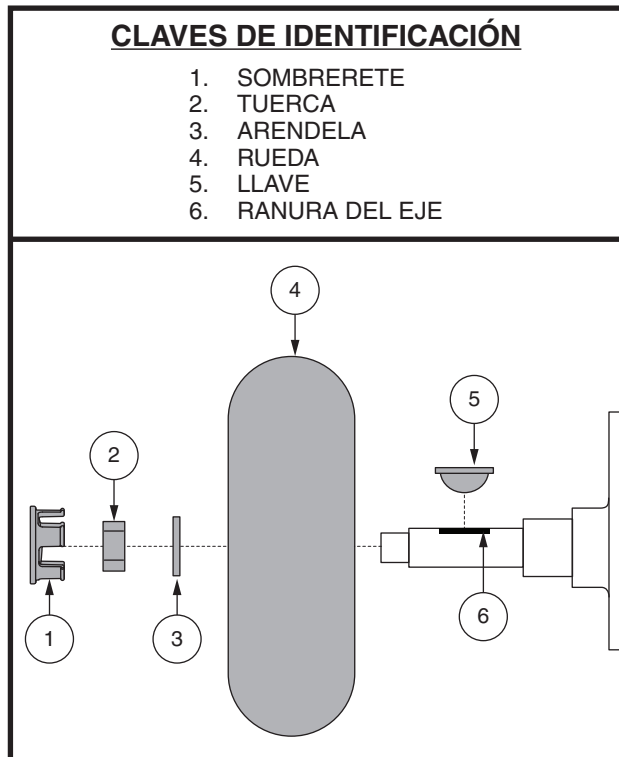 CLAVES DE IDENTIFICACIÓN
1. SOMBRERETE
2. TUERCA
3. ARENDELA
4. RUEDA
5. LLAVE
6. RANURA DEL EJE
4
5
2
1
3
6